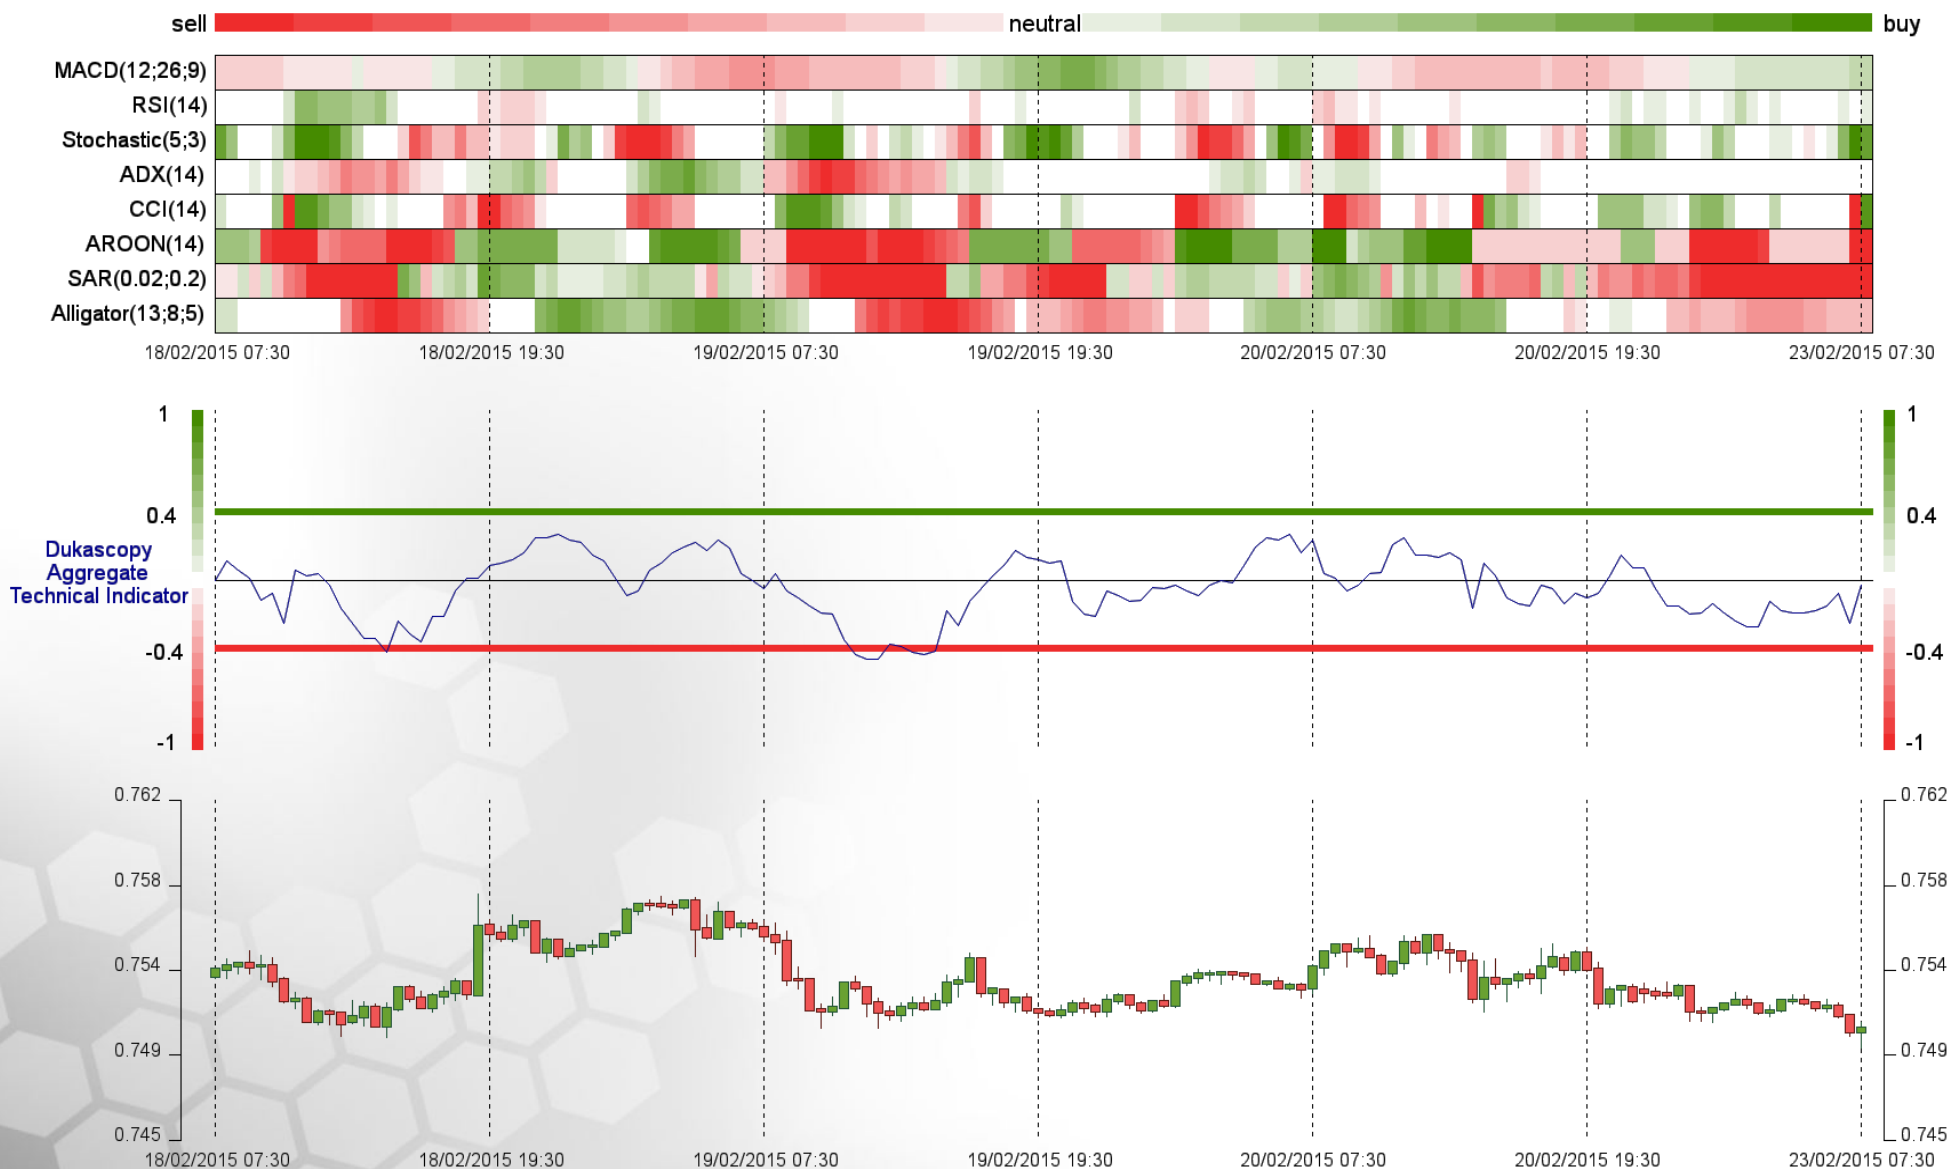 sell neutral buy
MACD(12;26;9)
RSI(14)
Stochastic(5;3)
ADX(14)
CCI(14)
AROON(14)
SAR(0.02;0.2)
Alligator(13;8;5)
18/02/2015 07:30 18/02/2015 19:30 19/02/2015 07:30 19/02/2015 19:30 20/02/2015 07:30 20/02/2015 19:30 23/02/2015 07:30
1 1
0.4 0.4
Dukascopy
Aggregate
Technical Indicator
-0.4 -0.4
-1 -1
0.762 0.762
0.758 0.758
0.754 0.754
0.749 0.749
0.745 0.745
18/02/2015 07:30 18/02/2015 19:30 19/02/2015 07:30 19/02/2015 19:30 20/02/2015 07:30 20/02/2015 19:30 23/02/2015 07:30